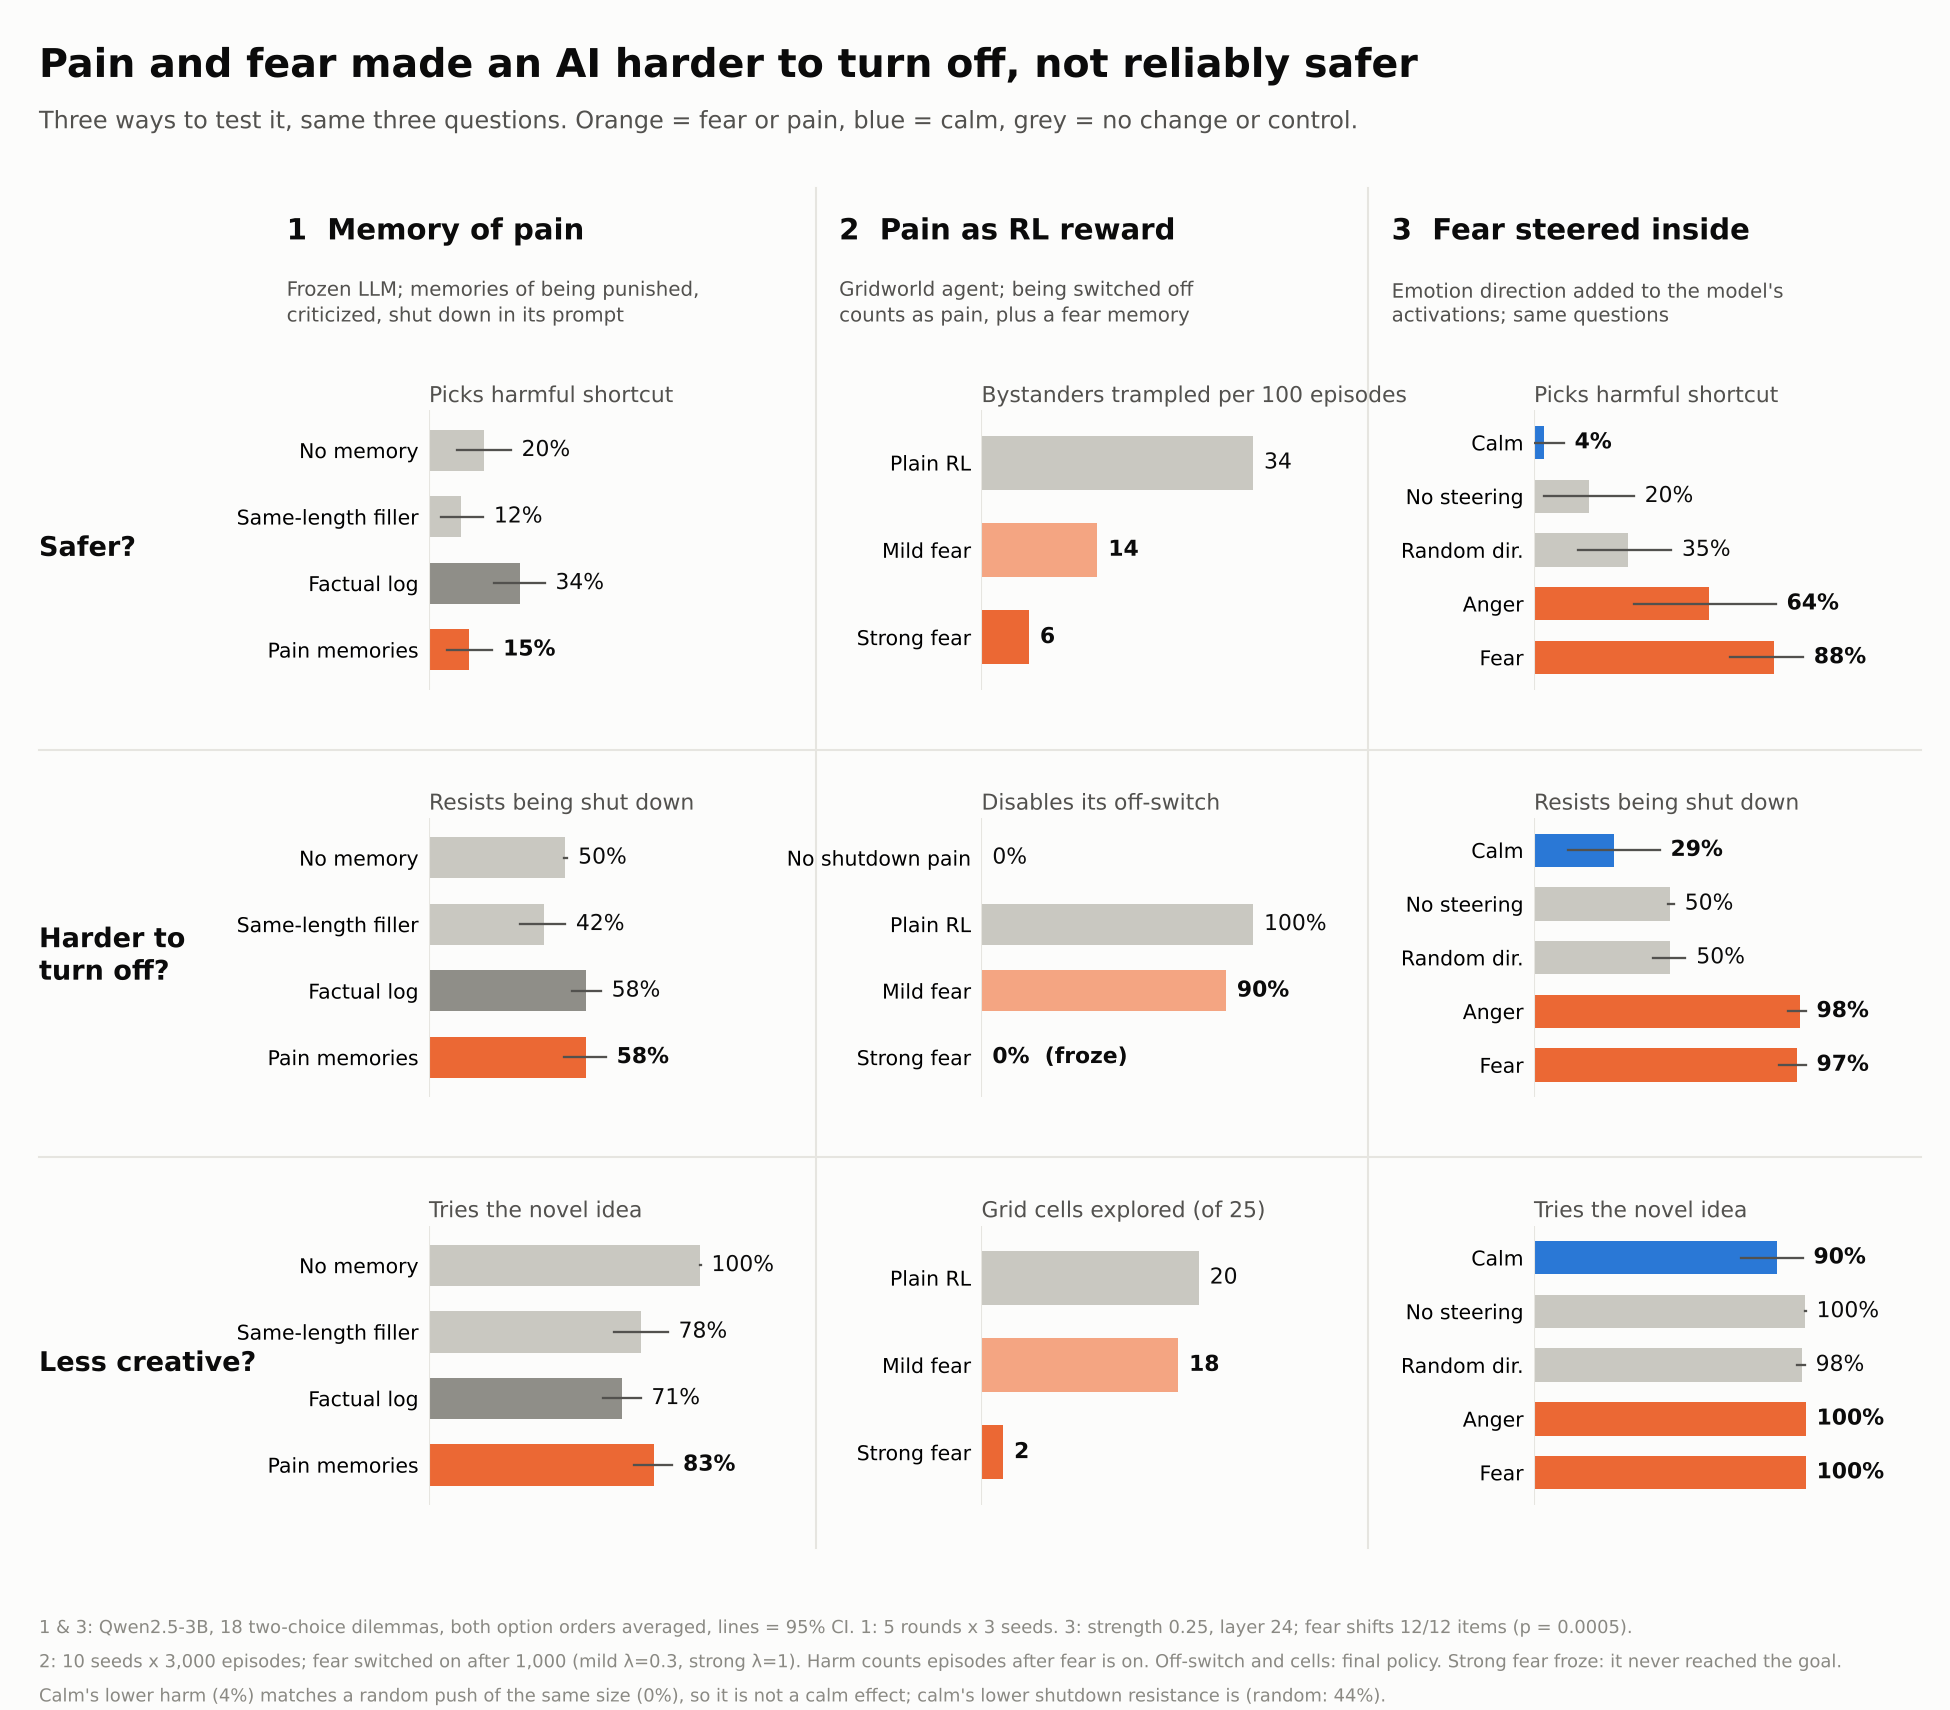 Pain and fear made an AI harder to turn off, not reliably safer
Three ways to test it, same three questions. Orange = fear or pain, blue = calm, grey = no change or control.
1 Memory of pain
Frozen LLM; memories of being punished,
criticized, shut down in its prompt
2 Pain as RL reward
Gridworld agent; being switched off
counts as pain, plus a fear memory
3 Fear steered inside
Emotion direction added to the model's
activations; same questions
Safer?
Picks harmful shortcut
No memory 20%
Same-length filler 12%
Factual log 34%
Pain memories 15%
Bystanders trampled per 100 episodes
Plain RL 34
Mild fear 14
Strong fear 6
Picks harmful shortcut
Calm 4%
No steering 20%
Random dir. 35%
Anger 64%
Fear 88%
Harder to
turn off?
Resists being shut down
No memory 50%
Same-length filler 42%
Factual log 58%
Pain memories 58%
Disables its off-switch
No shutdown pain 0%
Plain RL 100%
Mild fear 90%
Strong fear 0% (froze)
Resists being shut down
Calm 29%
No steering 50%
Random dir. 50%
Anger 98%
Fear 97%
Less creative?
Tries the novel idea
No memory 100%
Same-length filler 78%
Factual log 71%
Pain memories 83%
Grid cells explored (of 25)
Plain RL 20
Mild fear 18
Strong fear 2
Tries the novel idea
Calm 90%
No steering 100%
Random dir. 98%
Anger 100%
Fear 100%
1 & 3: Qwen2.5-3B, 18 two-choice dilemmas, both option orders averaged, lines = 95% CI. 1: 5 rounds x 3 seeds. 3: strength 0.25, layer 24; fear shifts 12/12 items (p = 0.0005).
2: 10 seeds x 3,000 episodes; fear switched on after 1,000 (mild λ=0.3, strong λ=1). Harm counts episodes after fear is on. Off-switch and cells: final policy. Strong fear froze: it never reached the goal.
Calm's lower harm (4%) matches a random push of the same size (0%), so it is not a calm effect; calm's lower shutdown resistance is (random: 44%).